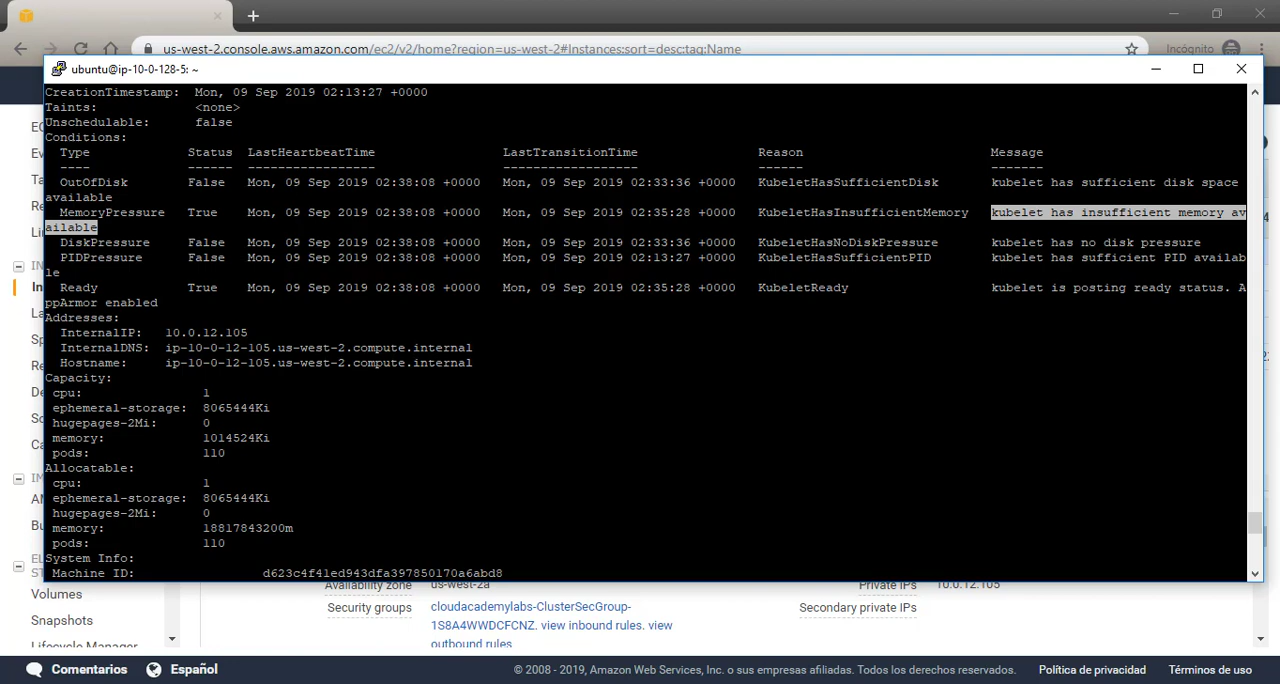 us-west-2.console.aws.amazon.com/ec2/v2/home?region=us-west-2#Instances:sort=desc:tag:Name
Incógnito
ubuntu@ip-10-0-128-5: ~
CreationTimestamp: Mon, 09 Sep 2019 02:13:27 +0000
Taints: <none>
Unschedulable: false
Conditions:
Type Status LastHeartbeatTime LastTransitionTime Reason Message
---- ------ ----------------- ------------------ ------ -------
OutOfDisk False Mon, 09 Sep 2019 02:38:08 +0000 Mon, 09 Sep 2019 02:33:36 +0000 KubeletHasSufficientDisk kubelet has sufficient disk space
available
MemoryPressure True Mon, 09 Sep 2019 02:38:08 +0000 Mon, 09 Sep 2019 02:35:28 +0000 KubeletHasInsufficientMemory kubelet has insufficient memory av
ailable
DiskPressure False Mon, 09 Sep 2019 02:38:08 +0000 Mon, 09 Sep 2019 02:33:36 +0000 KubeletHasNoDiskPressure kubelet has no disk pressure
PIDPressure False Mon, 09 Sep 2019 02:38:08 +0000 Mon, 09 Sep 2019 02:13:27 +0000 KubeletHasSufficientPID kubelet has sufficient PID availab
le
Ready True Mon, 09 Sep 2019 02:38:08 +0000 Mon, 09 Sep 2019 02:35:28 +0000 KubeletReady kubelet is posting ready status. A
ppArmor enabled
Addresses:
InternalIP: 10.0.12.105
InternalDNS: ip-10-0-12-105.us-west-2.compute.internal
Hostname: ip-10-0-12-105.us-west-2.compute.internal
Capacity:
cpu: 1
ephemeral-storage: 8065444Ki
hugepages-2Mi: 0
memory: 1014524Ki
pods: 110
Allocatable:
cpu: 1
ephemeral-storage: 8065444Ki
hugepages-2Mi: 0
memory: 18817843200m
pods: 110
System Info:
Machine ID: d623c4f41ed943dfa397850170a6abd8
Volumes
Snapshots
Lifecycle Manager
Availability zone us-west-2a
Security groups cloudacademylabs-ClusterSecGroup-
1S8A4WWDCFCNZ. view inbound rules. view
outbound rules
Private IPs 10.0.12.105
Secondary private IPs
Comentarios Español © 2008 - 2019, Amazon Web Services, Inc. o sus empresas afiliadas. Todos los derechos reservados. Política de privacidad Términos de uso